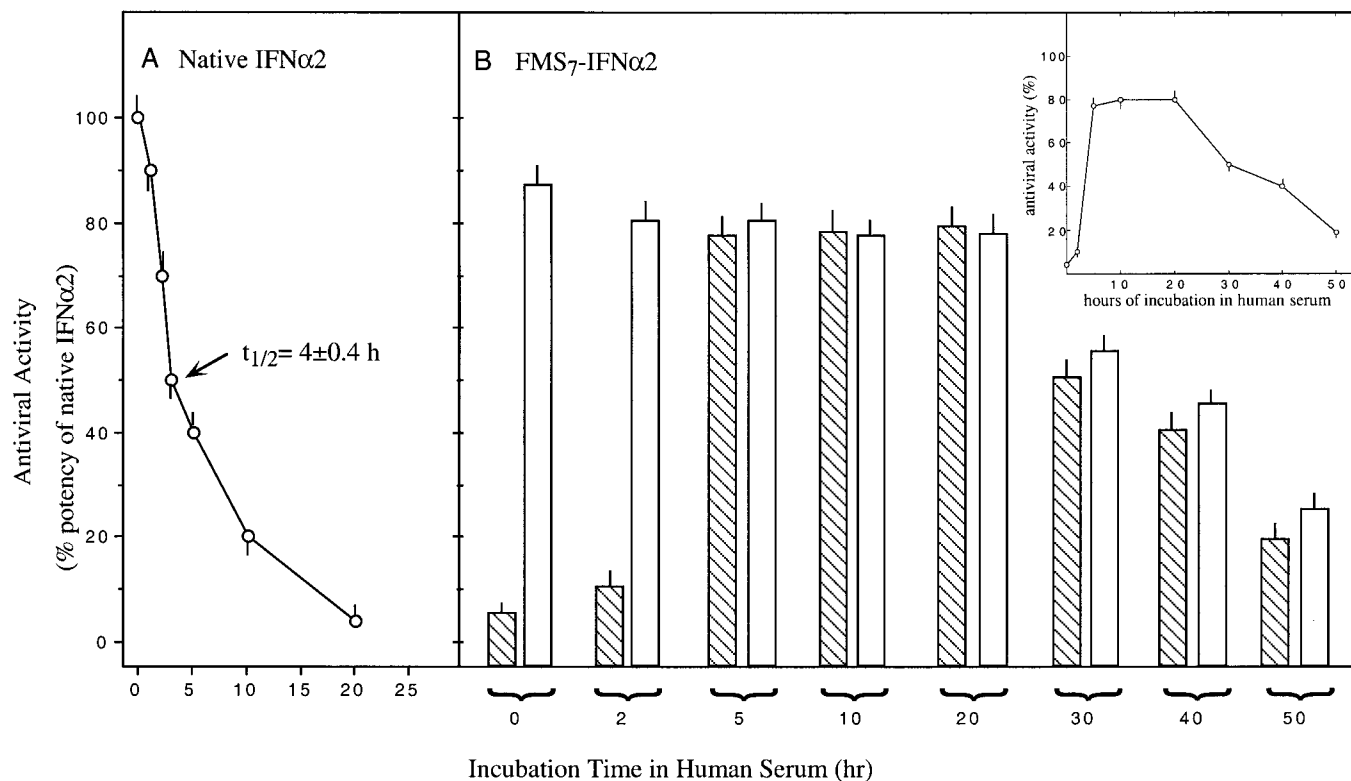 A Native IFNα2
B FMS7-IFNα2
Antiviral Activity
(% potency of native IFNα2)
100
80
60
40
20
0
t1/2= 4±0.4 h
0 5 10 15 20 25
antiviral activity (%)
100
80
60
40
20
10 20 30 40 50
hours of incubation in human serum
0 2 5 10 20 30 40 50
Incubation Time in Human Serum (hr)